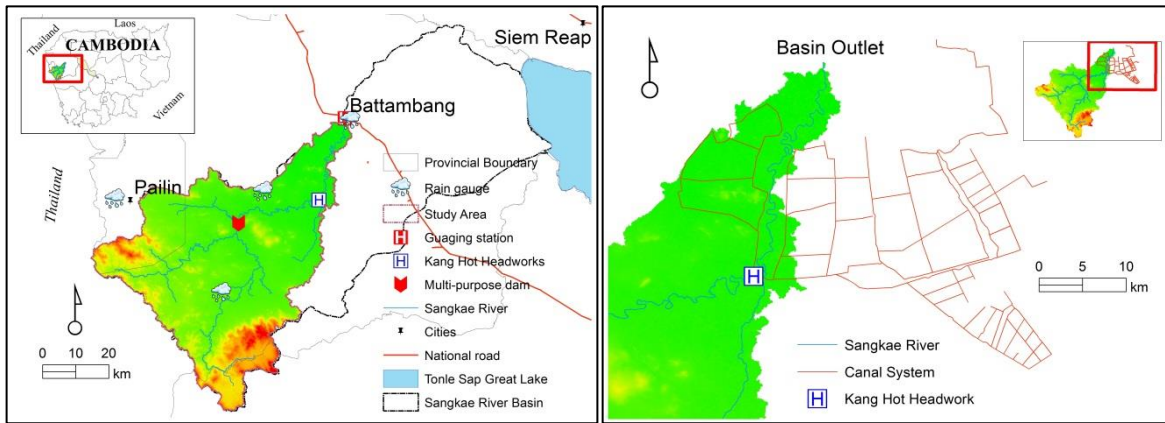 Laos
Thailand
CAMBODIA
Vietnam
Siem Reap
Battambang
Pailin
Thailand
Provincial Boundary
Rain gauge
Study Area
H Guaging station
H Kang Hot Headworks
Multi-purpose dam
Sangkae River
Cities
National road
Tonle Sap Great Lake
Sangkae River Basin
H
H
0 10 20
km
Basin Outlet
H
0 5 10
km
Sangkae River
Canal System
H Kang Hot Headwork